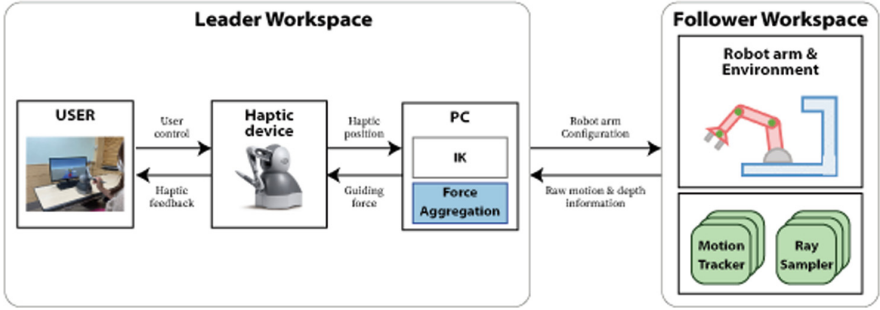 Leader Workspace
Follower Workspace
USER
User
control
Haptic
feedback
Haptic
device
Haptic
position
Guiding
force
PC
IK
Force
Aggregation
Robot arm
Configuration
Raw motion & depth
information
Robot arm &
Environment
Motion
Tracker
Ray
Sampler